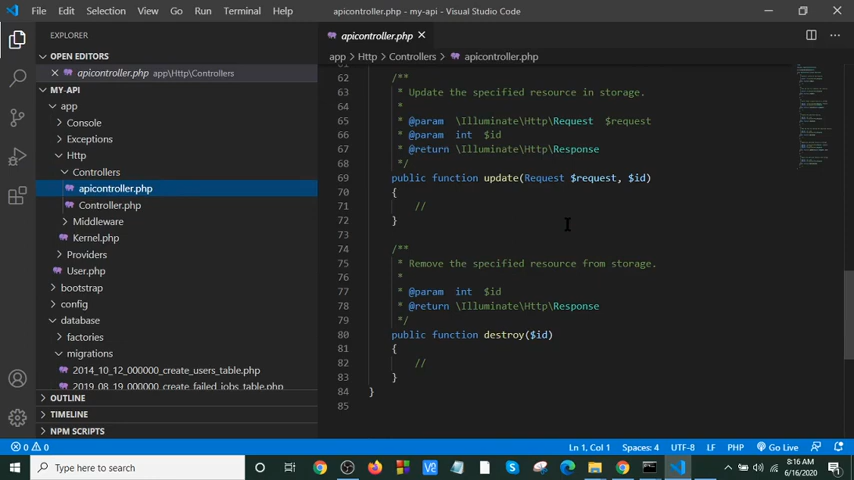 File Edit Selection View Go Run Terminal Help
apicontroller.php - my-api - Visual Studio Code
EXPLORER
OPEN EDITORS
apicontroller.php app\Http\Controllers
MY-API
app
Console
Exceptions
Http
Controllers
apicontroller.php
Controller.php
Middleware
Kernel.php
Providers
User.php
bootstrap
config
database
factories
migrations
2014_10_12_000000_create_users_table.php
2019_08_19_000000_create_failed_jobs_table.php
OUTLINE
TIMELINE
NPM SCRIPTS
apicontroller.php
app > Http > Controllers > apicontroller.php
61
62 /**
63 * Update the specified resource in storage.
64 *
65 * @param \Illuminate\Http\Request $request
66 * @param int $id
67 * @return \Illuminate\Http\Response
68 */
69 public function update(Request $request, $id)
70 {
71 //
72 }
73
74 /**
75 * Remove the specified resource from storage.
76 *
77 * @param int $id
78 * @return \Illuminate\Http\Response
79 */
80 public function destroy($id)
81 {
82 //
83 }
84 }
85
0 0 Ln 1, Col 1 Spaces: 4 UTF-8 LF PHP Go Live
Type here to search
8:16 AM
6/16/2020